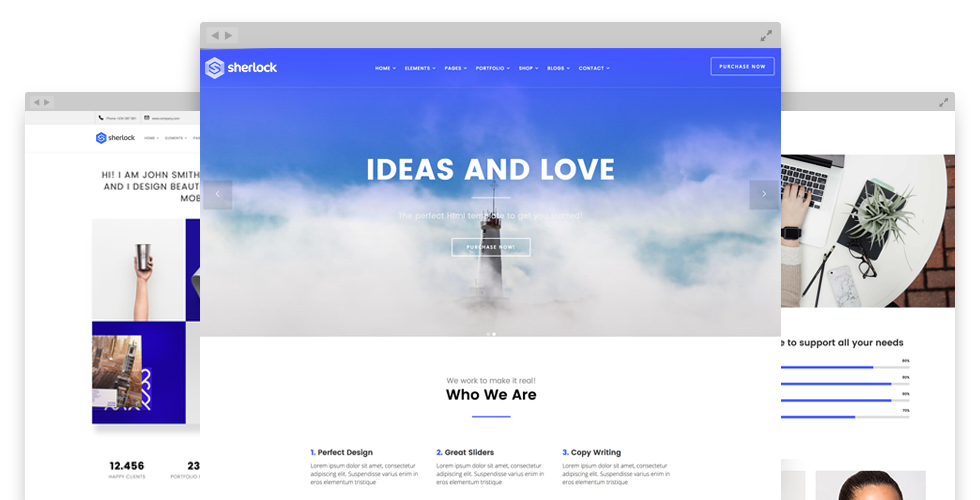 sherlock
HOME ELEMENTS PAGES PORTFOLIO SHOP BLOGS CONTACT
PURCHASE NOW
IDEAS AND LOVE
The perfect Html template to get you started!
PURCHASE NOW!
We work to make it real!
Who We Are
1. Perfect Design
Lorem ipsum dolor sit amet, consectetur
adipiscing elit. Suspendisse varius enim in
eros elementum tristique
2. Great Sliders
Lorem ipsum dolor sit amet, consectetur
adipiscing elit. Suspendisse varius enim in
eros elementum tristique
3. Copy Writing
Lorem ipsum dolor sit amet, consectetur
adipiscing elit. Suspendisse varius enim in
eros elementum tristique
sherlock
HOME ELEMENTS
HI! I AM JOHN SMITH
AND I DESIGN BEAUT
MOB
12.456
HAPPY CLIENTS
23
PORTFOLIO
e to support all your needs
80%
90%
90%
70%